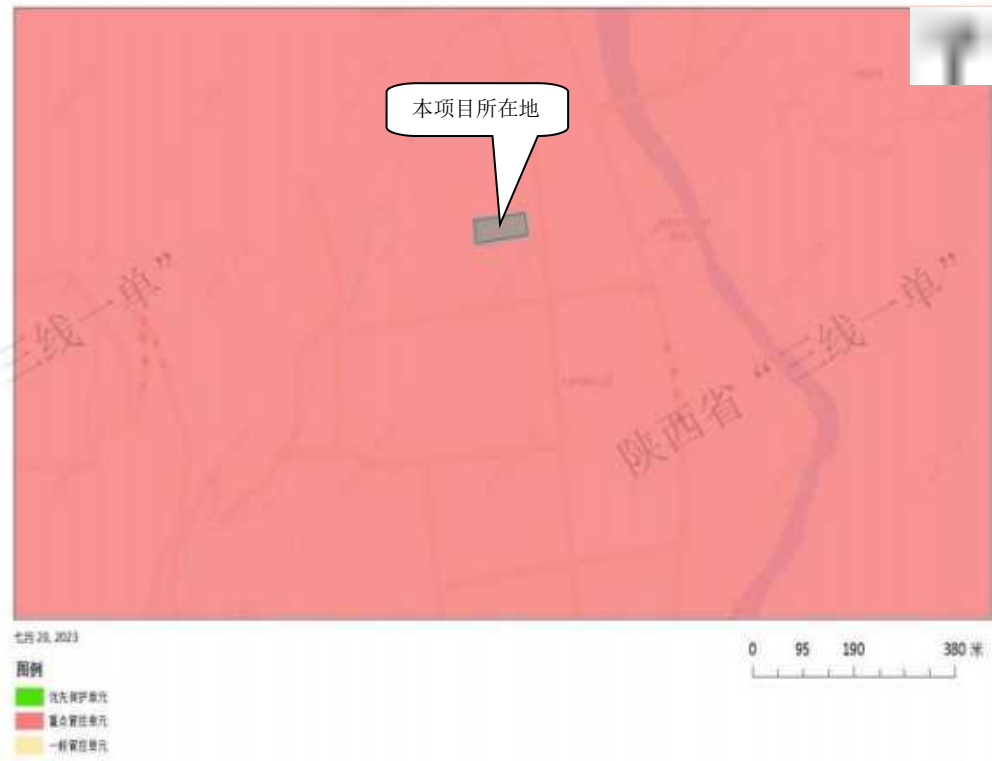 本项目所在地
三线一单”
陕西省“三线一单”
七月 20, 2023
0 95 190 380 米
图例
优先保护单元
重点管控单元
一般管控单元